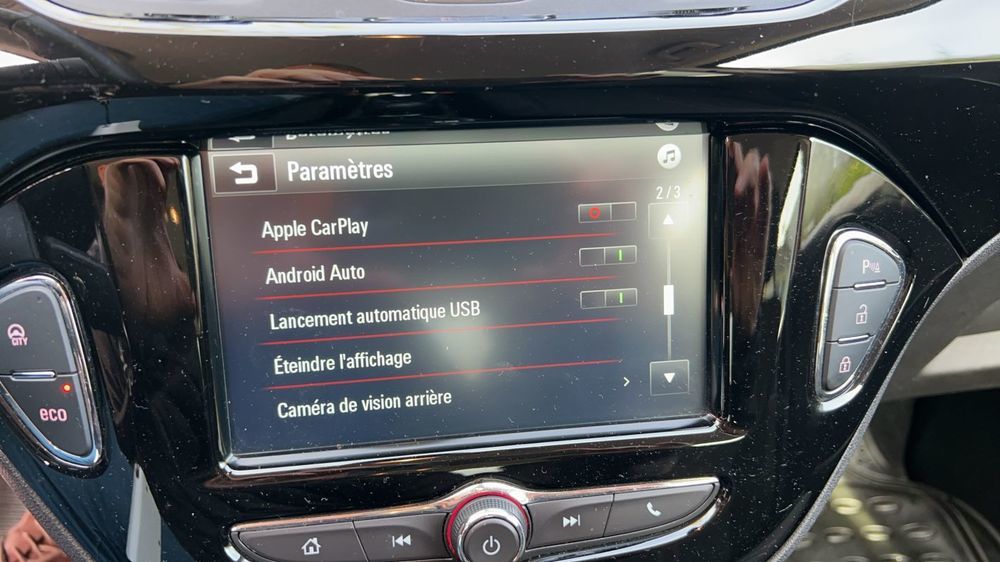 Paramètres
2/3
Apple CarPlay
Android Auto
Lancement automatique USB
Éteindre l'affichage
Caméra de vision arrière
CITY
eco
P